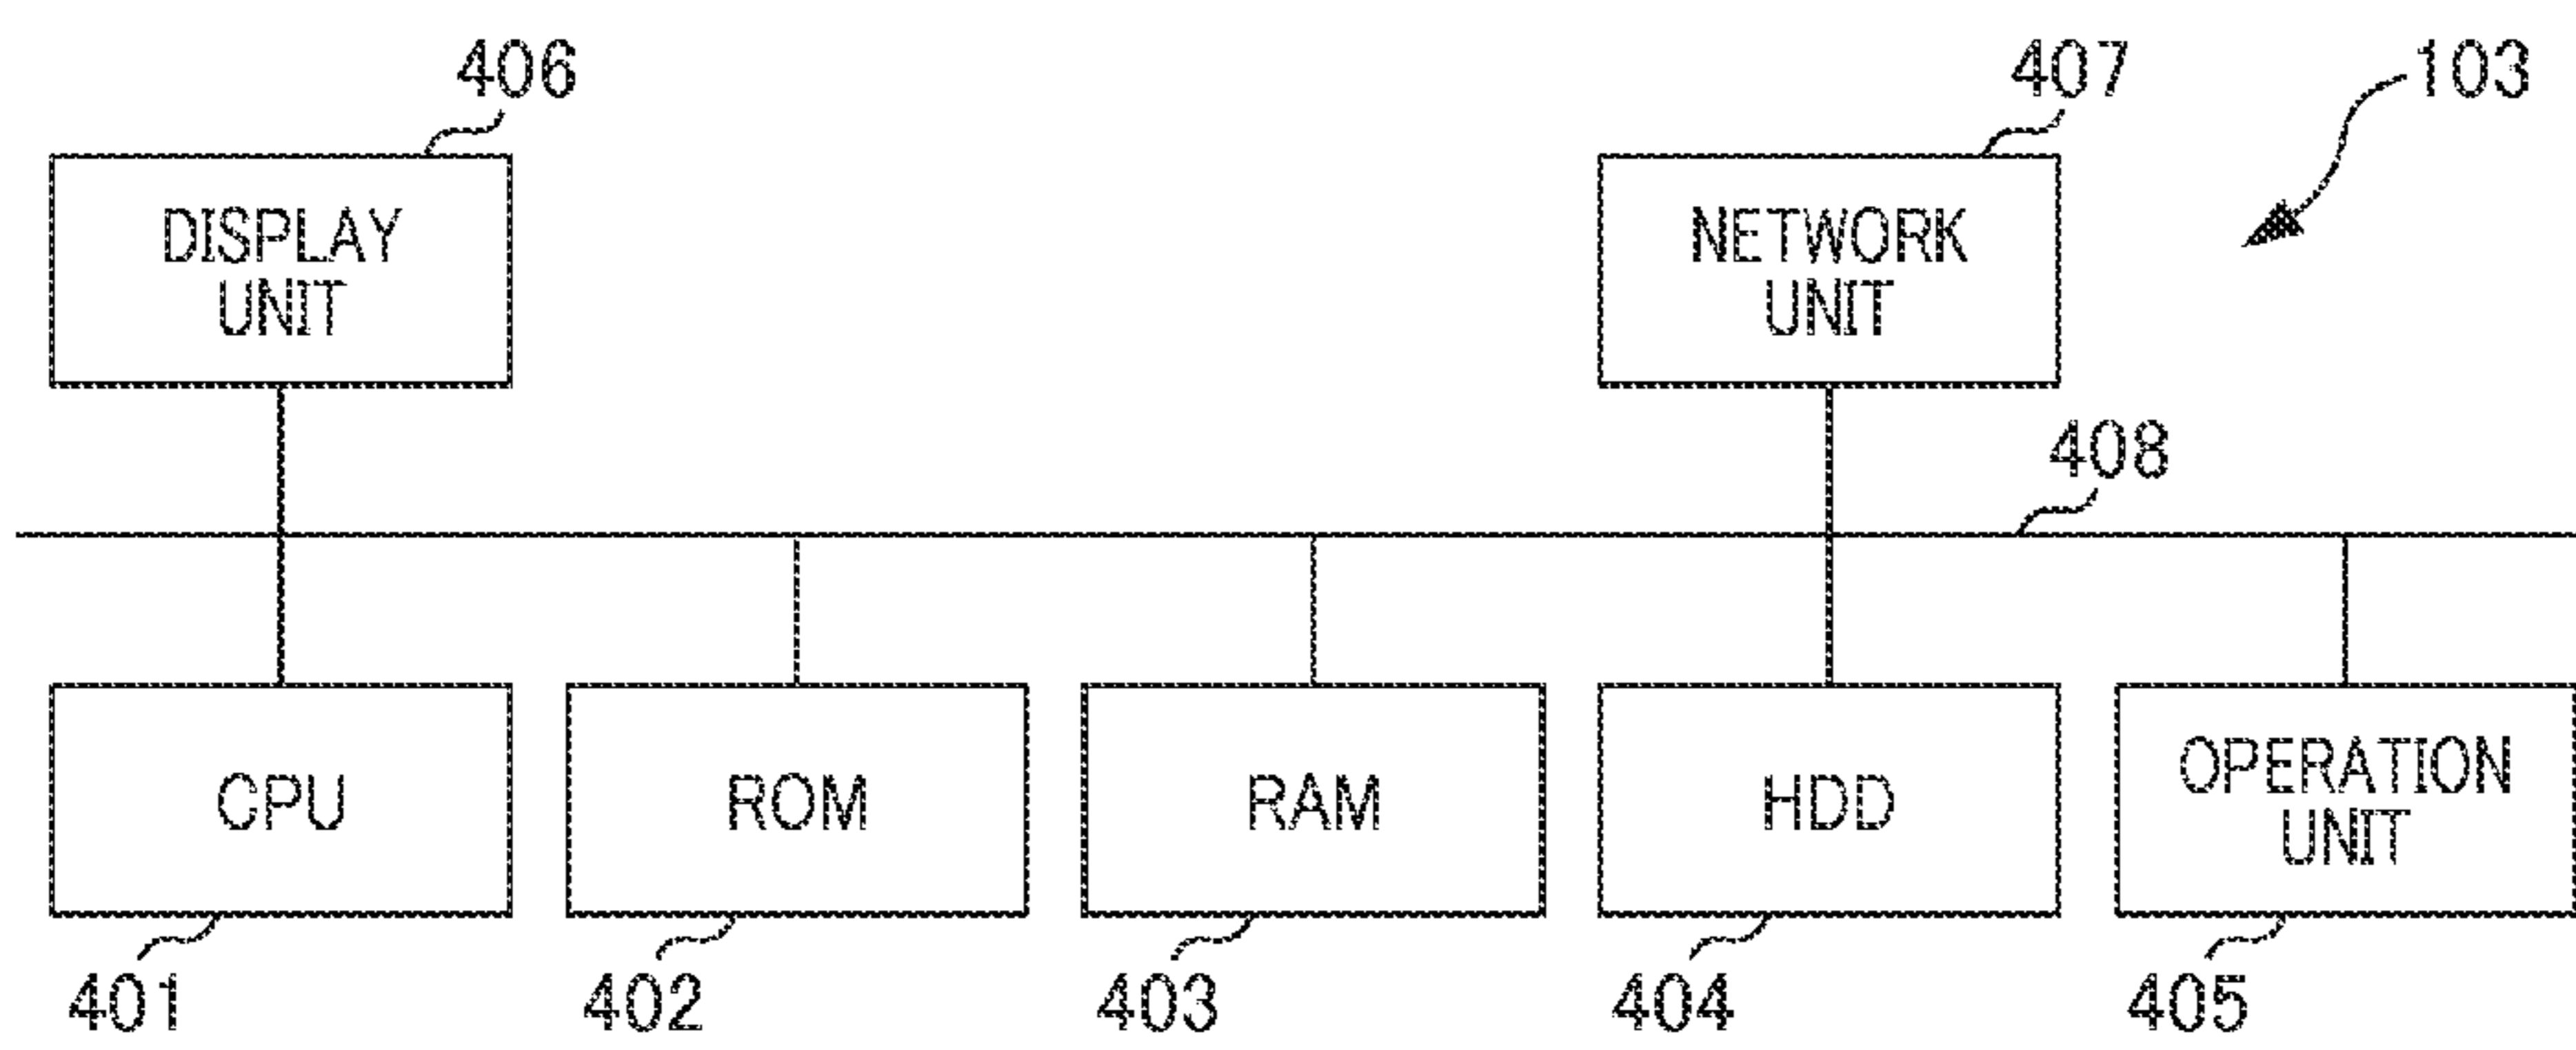 406
407
103
DISPLAY
UNIT
NETWORK
UNIT
408
CPU
ROM
RAM
HDD
OPERATION
UNIT
401
402
403
404
405